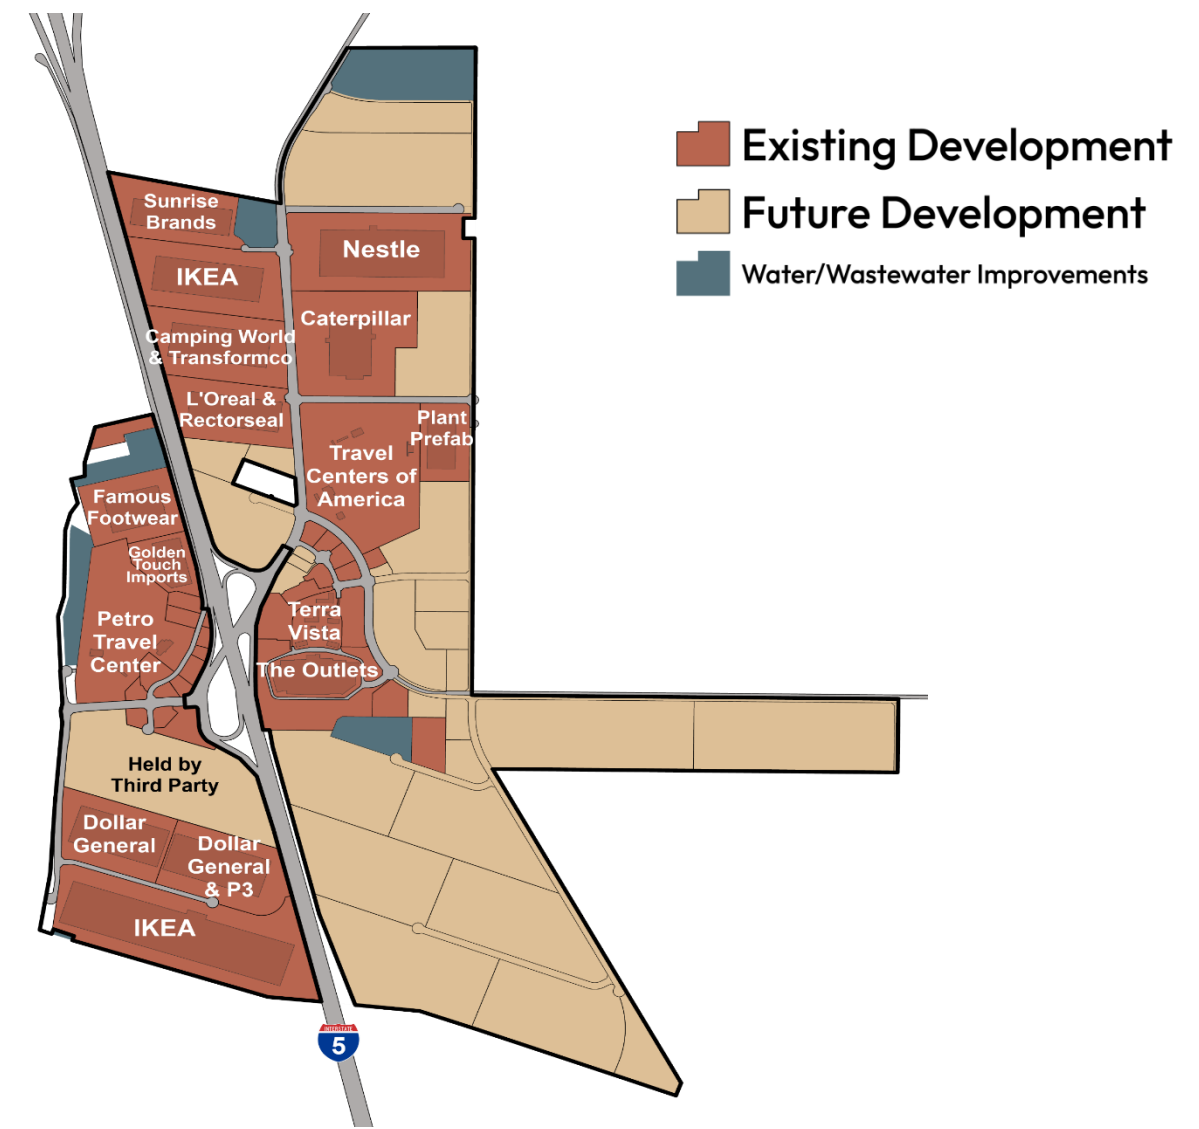 Existing Development
Future Development
Water/Wastewater Improvements
Sunrise
Brands
Nestle
IKEA
Caterpillar
Camping World
& Transformco
L'Oreal &
Rectorseal
Plant
Prefab
Travel
Centers of
America
Famous
Footwear
Golden
Touch
Imports
Petro
Travel
Center
Terra
Vista
The Outlets
Held by
Third Party
Dollar
General
Dollar
General
& P3
IKEA
INTERSTATE
5